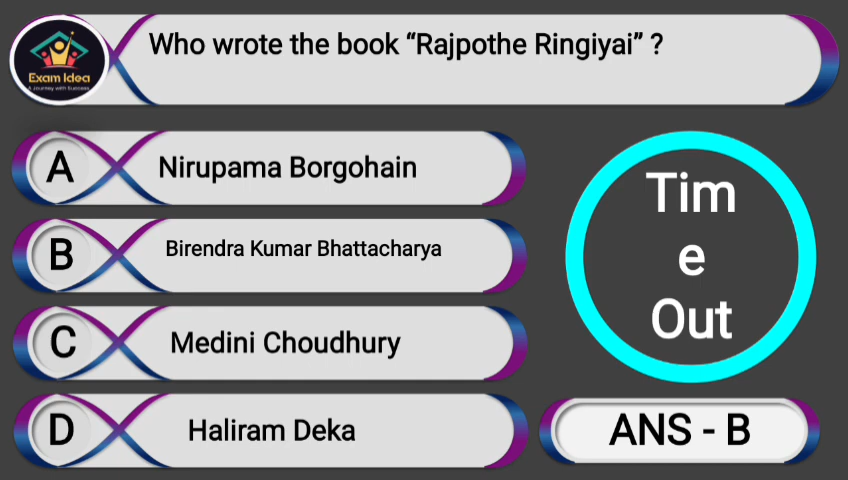 Who wrote the book “Rajpothe Ringiyai” ?
Exam Idea
A Journey with Success
A
Nirupama Borgohain
B
Birendra Kumar Bhattacharya
C
Medini Choudhury
D
Haliram Deka
Tim
e
Out
ANS - B